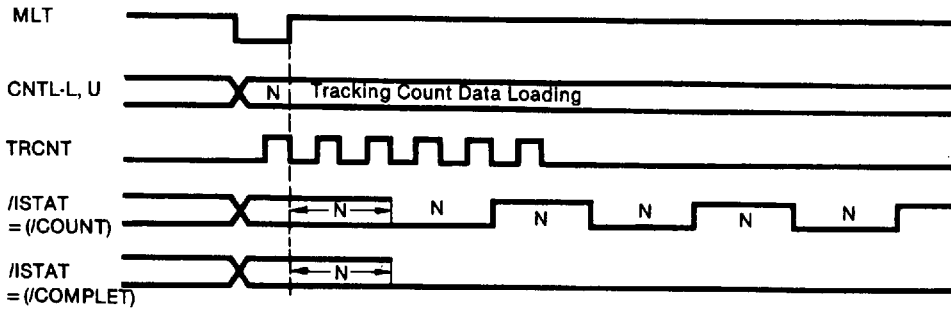 MLT
CNTL-L, U
N
Tracking Count Data Loading
TRCNT
/ISTAT
= (/COUNT)
N
N
N
N
N
N
/ISTAT
= (/COMPLET)
N